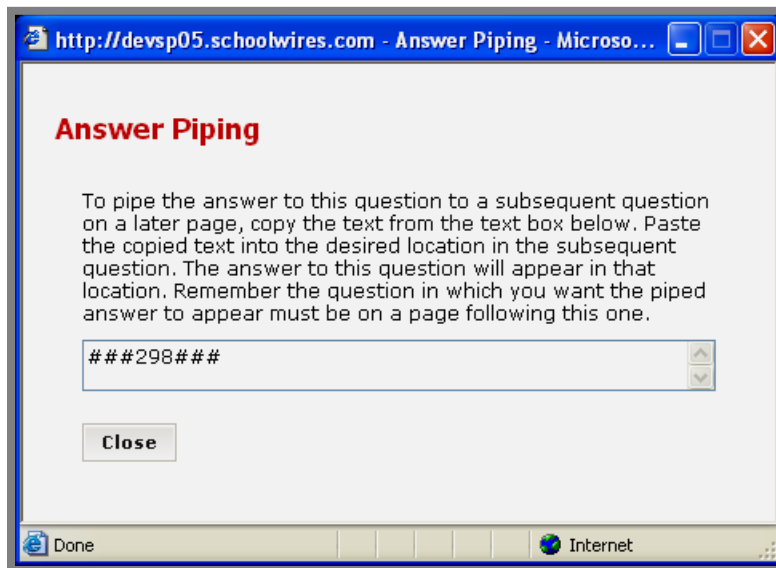 http://devsp05.schoolwires.com - Answer Piping - Microso...
Answer Piping
To pipe the answer to this question to a subsequent question
on a later page, copy the text from the text box below. Paste
the copied text into the desired location in the subsequent
question. The answer to this question will appear in that
location. Remember the question in which you want the piped
answer to appear must be on a page following this one.
###298###
Close
Done
Internet